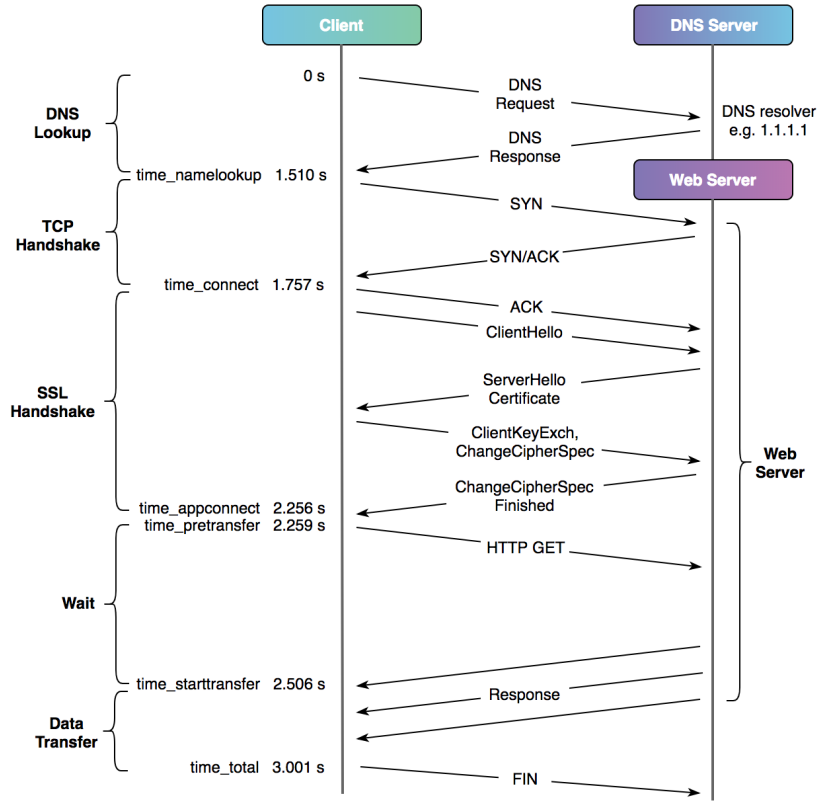 Client
DNS Server
0 s
DNS
Request
DNS
Lookup
DNS resolver
e.g. 1.1.1.1
DNS
Response
time_namelookup 1.510 s
Web Server
SYN
TCP
Handshake
SYN/ACK
time_connect 1.757 s
ACK
ClientHello
ServerHello
Certificate
SSL
Handshake
ClientKeyExch,
ChangeCipherSpec
Web
Server
ChangeCipherSpec
Finished
time_appconnect 2.256 s
time_pretransfer 2.259 s
HTTP GET
Wait
time_starttransfer 2.506 s
Response
Data
Transfer
time_total 3.001 s
FIN